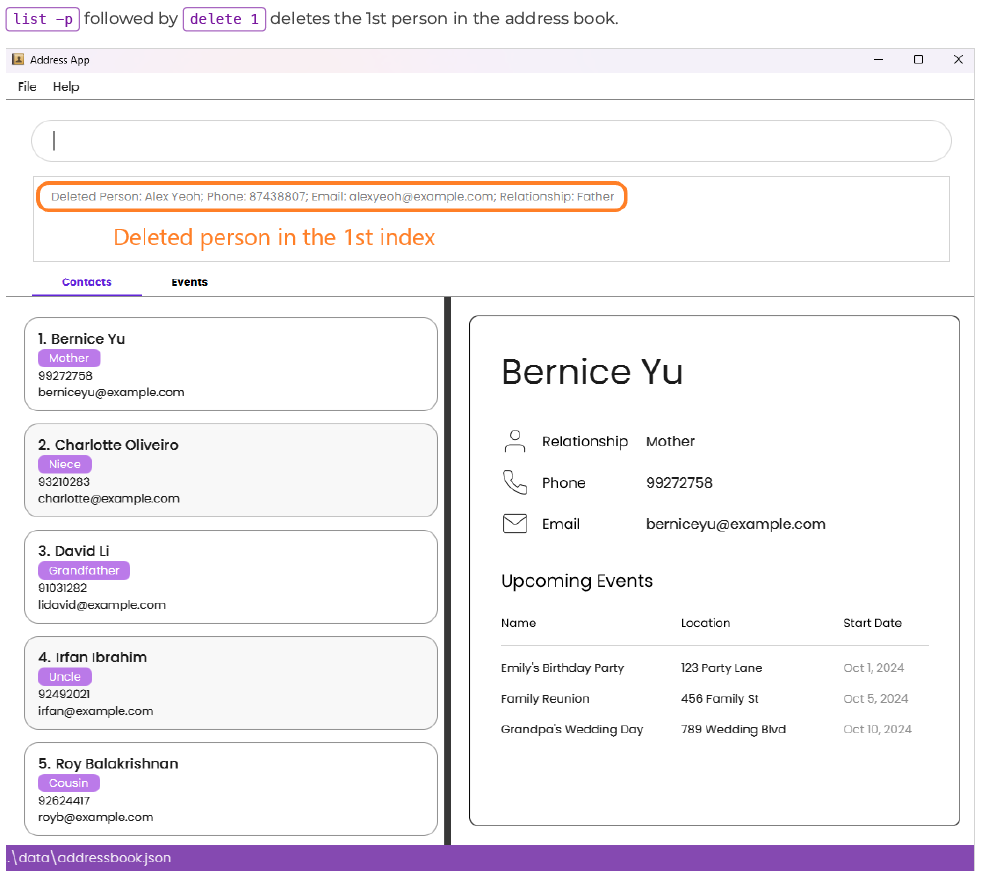 list -p followed by delete 1 deletes the 1st person in the address book.
Address App
File Help
Deleted Person: Alex Yeoh; Phone: 87438807; Email: alexyeoh@example.com; Relationship: Father
Deleted person in the 1st index
Contacts Events
1. Bernice Yu
Mother
99272758
berniceyu@example.com
2. Charlotte Oliveiro
Niece
93210283
charlotte@example.com
3. David Li
Grandfather
91031282
lidavid@example.com
4. Irfan Ibrahim
Uncle
92492021
irfan@example.com
5. Roy Balakrishnan
Cousin
92624417
royb@example.com
Bernice Yu
Relationship Mother
Phone 99272758
Email berniceyu@example.com
Upcoming Events
Name Location Start Date
Emily's Birthday Party 123 Party Lane Oct 1, 2024
Family Reunion 456 Family St Oct 5, 2024
Grandpa's Wedding Day 789 Wedding Blvd Oct 10, 2024
.\data\addressbook.json